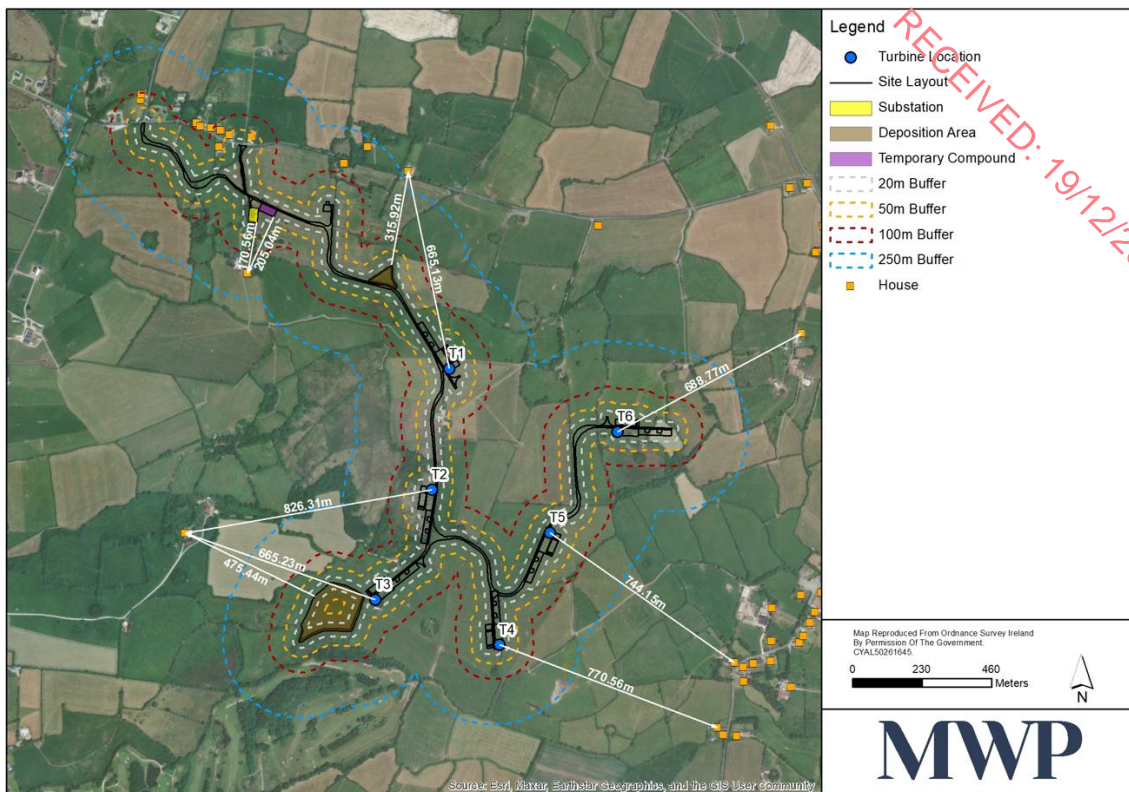 Legend
Turbine Location
Site Layout
Substation
Deposition Area
Temporary Compound
20m Buffer
50m Buffer
100m Buffer
250m Buffer
House
RECEIVED: 19/12/20
315.92m
665.13m
170.56m
205.04m
T1
688.77m
T6
T2
826.31m
T5
665.23m
475.44m
T3
744.15m
T4
770.56m
Map Reproduced From Ordnance Survey Ireland
By Permission Of The Government.
CYAL50261645.
0 230 460
Meters
N
MWP
Source: Esri, Maxar, Earthstar Geographics, and the GIS User Community